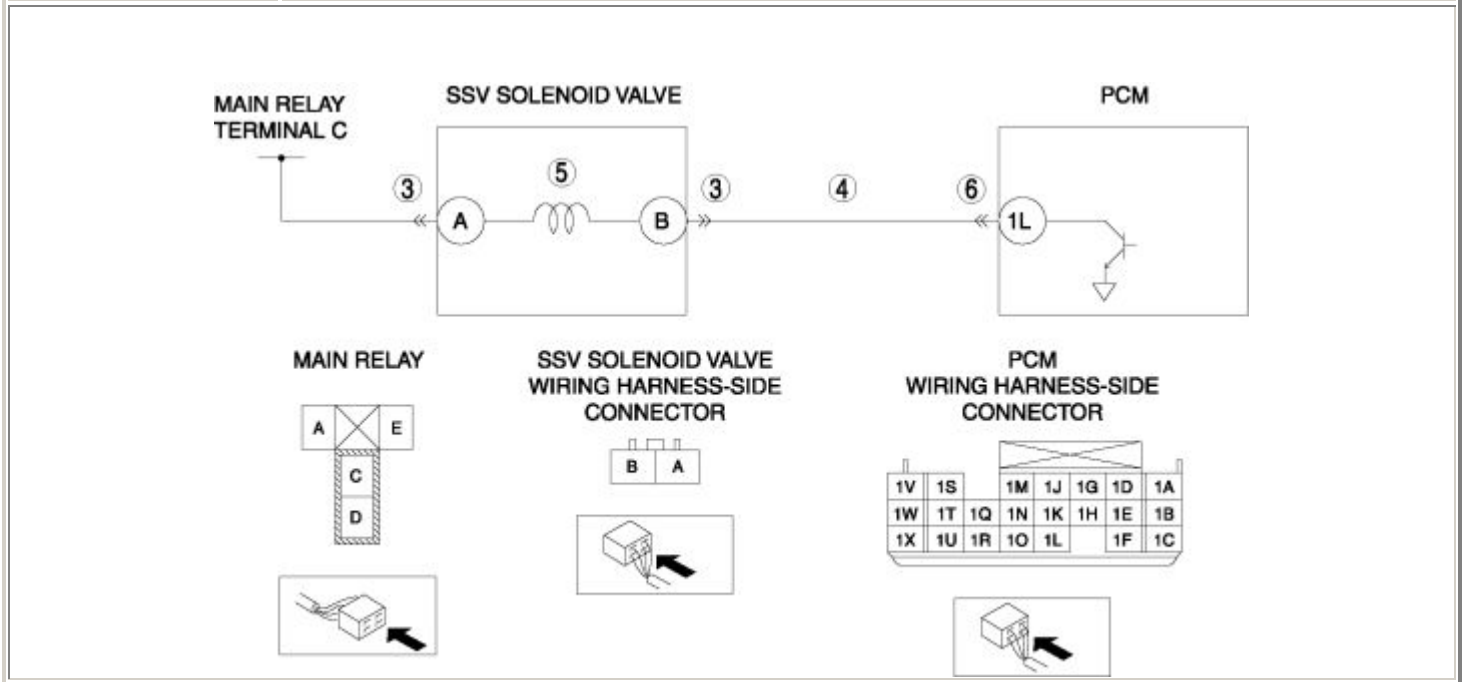 MAIN RELAY
TERMINAL C
SSV SOLENOID VALVE
PCM
3
5
3
4
6
A
B
1L
MAIN RELAY
SSV SOLENOID VALVE
WIRING HARNESS-SIDE
CONNECTOR
PCM
WIRING HARNESS-SIDE
CONNECTOR
A E
C
D
B A
1V 1S 1M 1J 1G 1D 1A
1W 1T 1Q 1N 1K 1H 1E 1B
1X 1U 1R 1O 1L 1F 1C